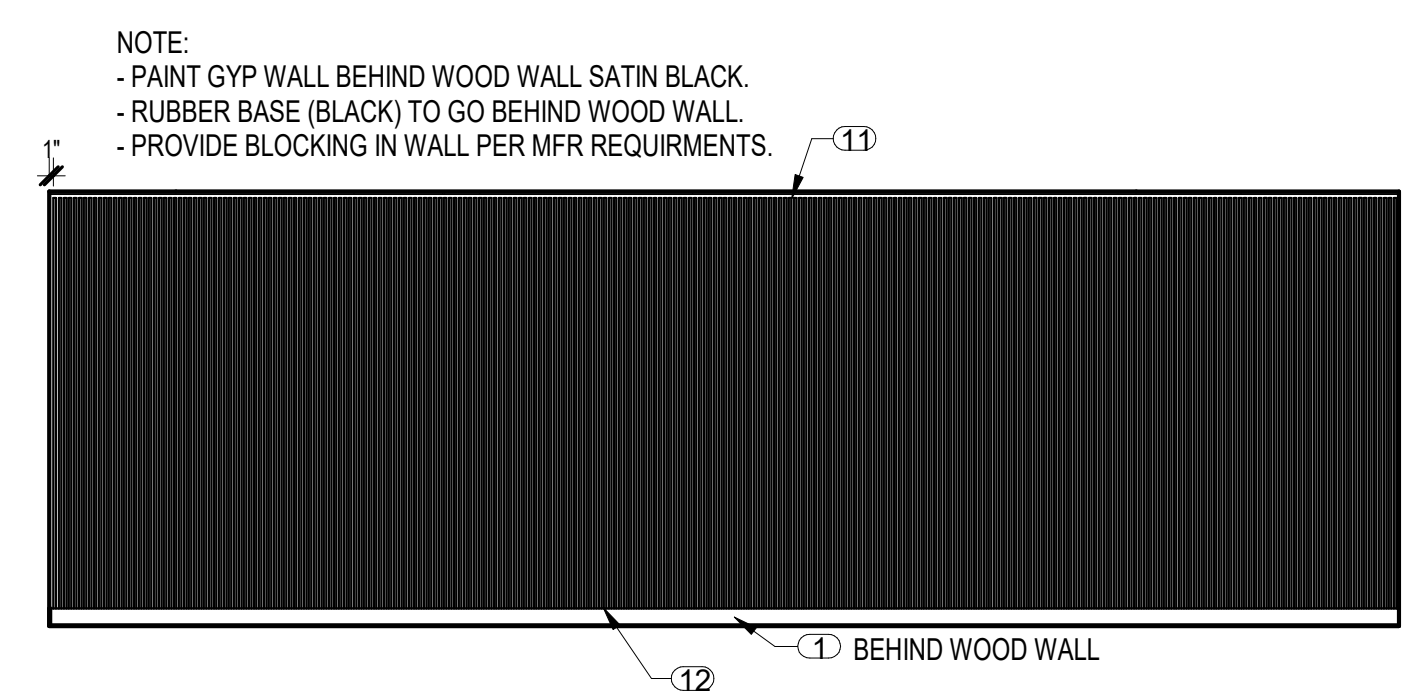 NOTE:
- PAINT GYP WALL BEHIND WOOD WALL SATIN BLACK.
- RUBBER BASE (BLACK) TO GO BEHIND WOOD WALL.
- PROVIDE BLOCKING IN WALL PER MFR REQUIRMENTS.
11
1"
1 BEHIND WOOD WALL
12